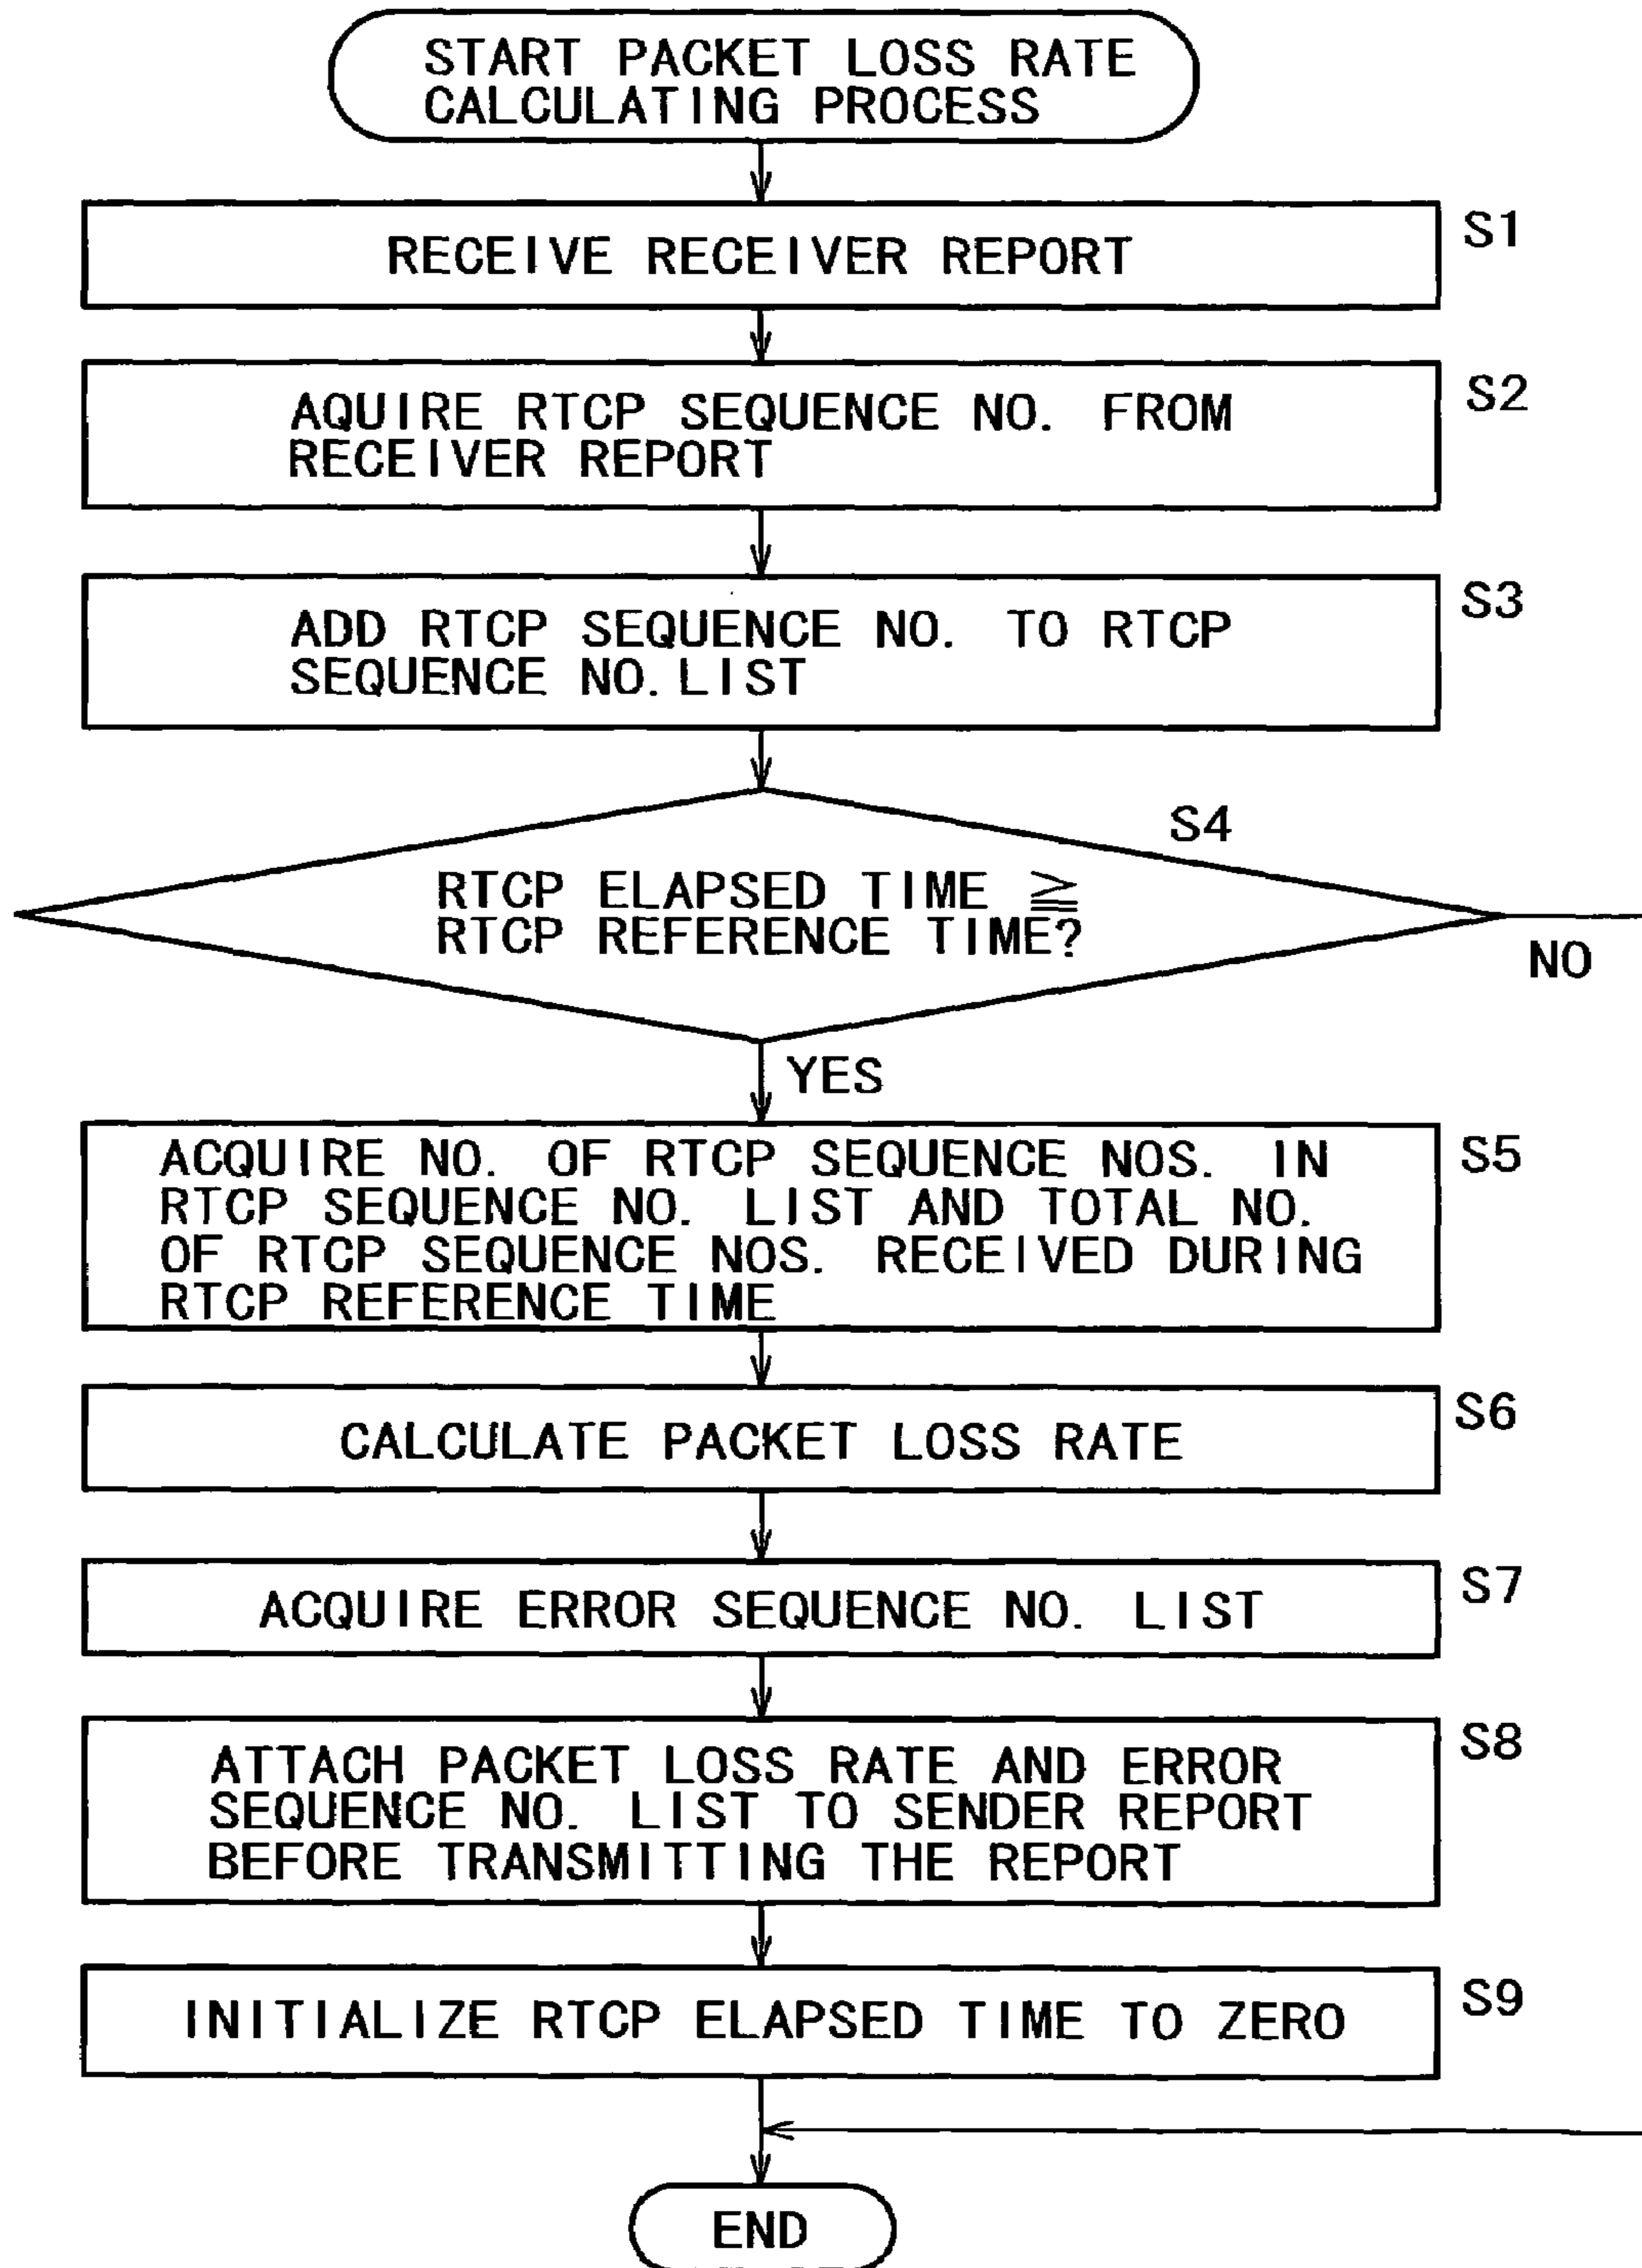 START PACKET LOSS RATE
CALCULATING PROCESS
RECEIVE RECEIVER REPORT
S1
AQUIRE RTCP SEQUENCE NO. FROM
RECEIVER REPORT
S2
ADD RTCP SEQUENCE NO. TO RTCP
SEQUENCE NO. LIST
S3
S4
RTCP ELAPSED TIME ≧
RTCP REFERENCE TIME?
NO
YES
ACQUIRE NO. OF RTCP SEQUENCE NOS. IN
RTCP SEQUENCE NO. LIST AND TOTAL NO.
OF RTCP SEQUENCE NOS. RECEIVED DURING
RTCP REFERENCE TIME
S5
CALCULATE PACKET LOSS RATE
S6
ACQUIRE ERROR SEQUENCE NO. LIST
S7
ATTACH PACKET LOSS RATE AND ERROR
SEQUENCE NO. LIST TO SENDER REPORT
BEFORE TRANSMITTING THE REPORT
S8
INITIALIZE RTCP ELAPSED TIME TO ZERO
S9
END